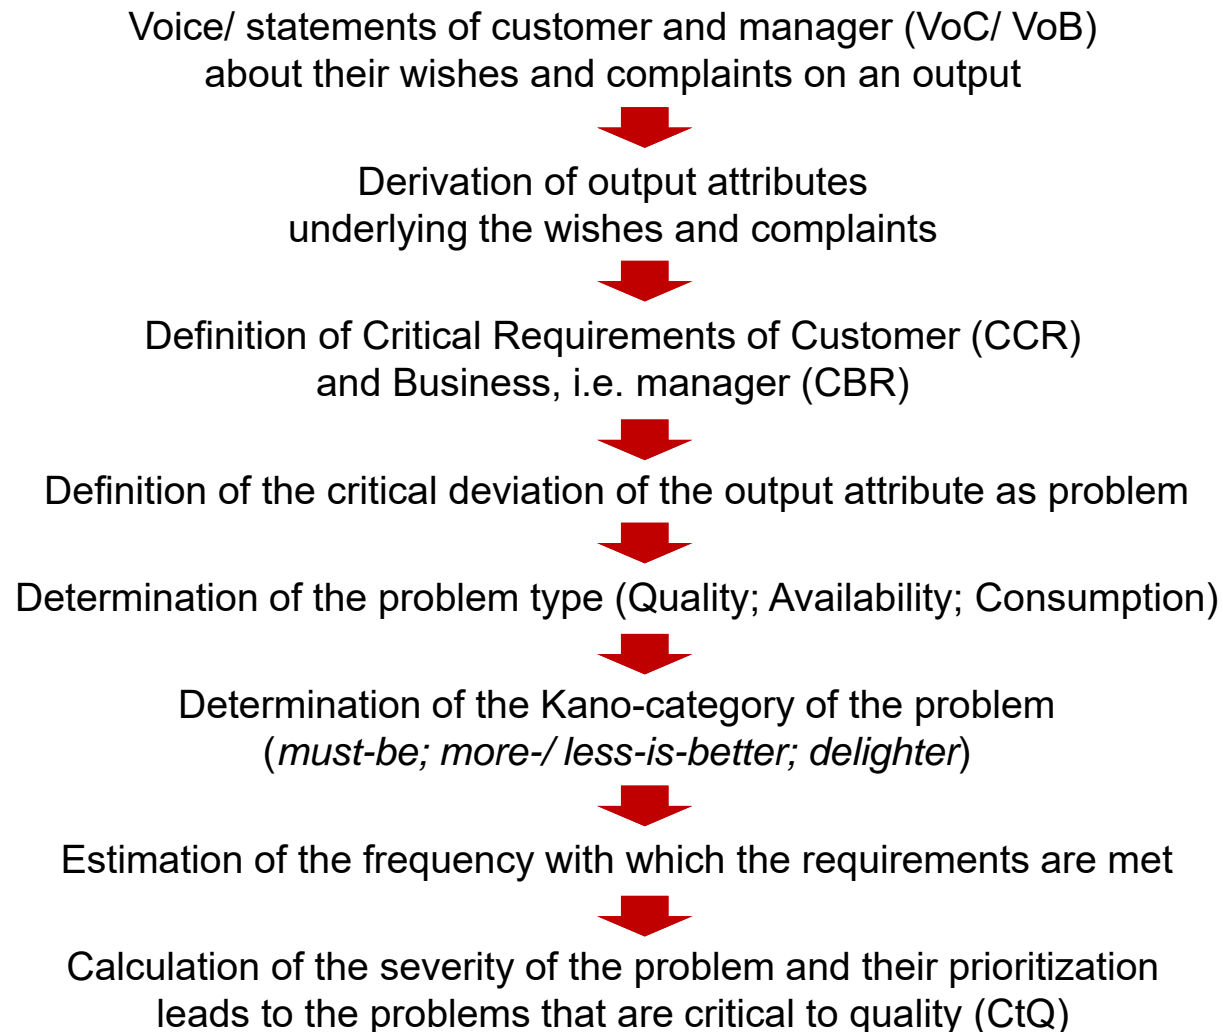 Voice/ statements of customer and manager (VoC/ VoB)
about their wishes and complaints on an output
Derivation of output attributes
underlying the wishes and complaints
Definition of Critical Requirements of Customer (CCR)
and Business, i.e. manager (CBR)
Definition of the critical deviation of the output attribute as problem
Determination of the problem type (Quality; Availability; Consumption)
Determination of the Kano-category of the problem
(must-be; more-/ less-is-better; delighter)
Estimation of the frequency with which the requirements are met
Calculation of the severity of the problem and their prioritization
leads to the problems that are critical to quality (CtQ)